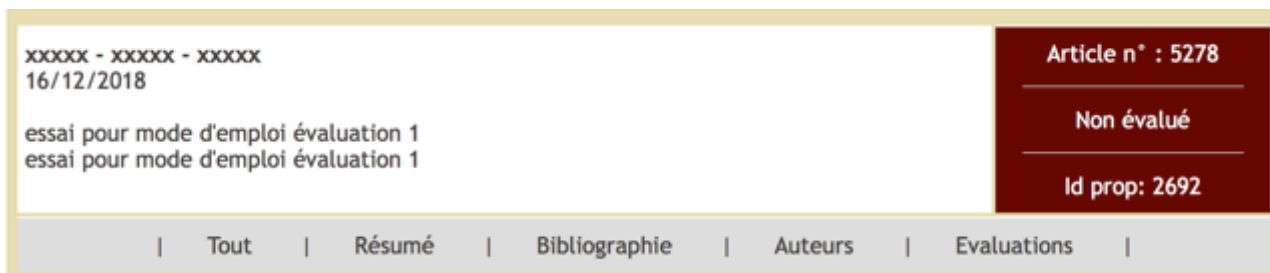 xxxxx - xxxxx - xxxxx
16/12/2018
essai pour mode d'emploi évaluation 1
essai pour mode d'emploi évaluation 1
Article n° : 5278
Non évalué
Id prop: 2692
| Tout | Résumé | Bibliographie | Auteurs | Evaluations |